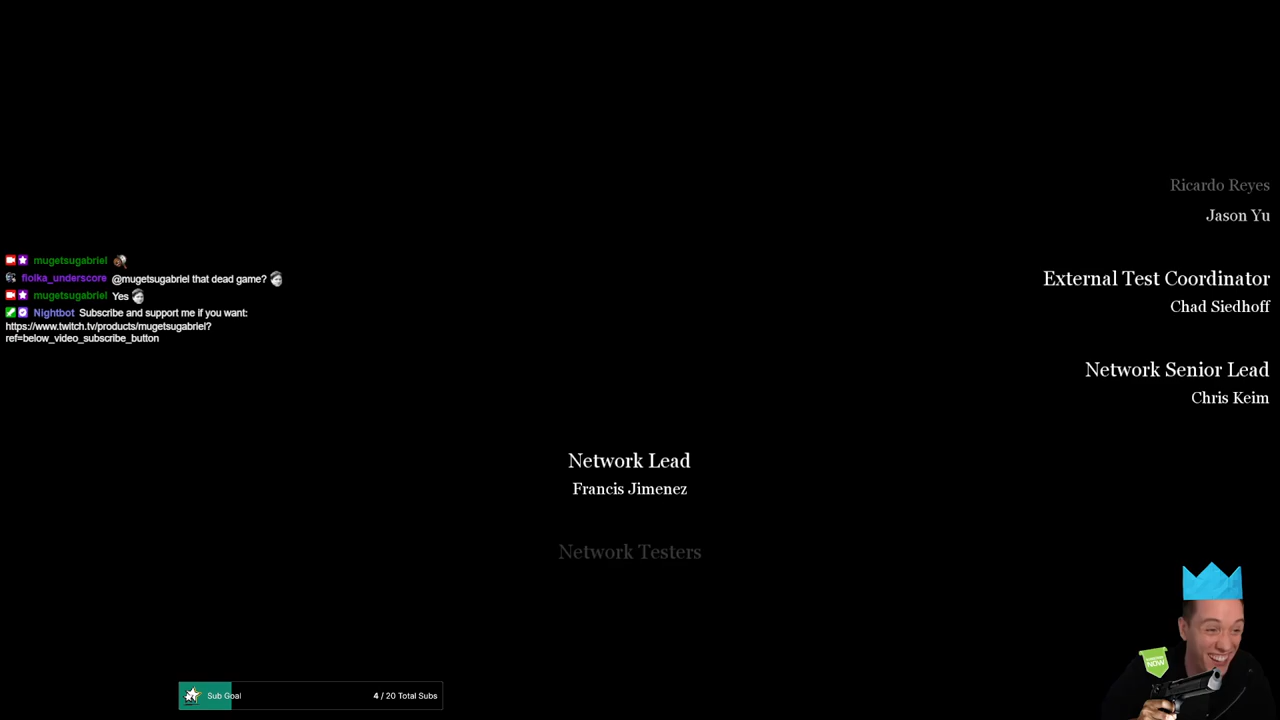 Ricardo Reyes
Jason Yu
mugetsugabriel
fiolka_underscore @mugetsugabriel that dead game?
mugetsugabriel Yes
Nightbot Subscribe and support me if you want:
https://www.twitch.tv/products/mugetsugabriel?
ref=below_video_subscribe_button
External Test Coordinator
Chad Siedhoff
Network Senior Lead
Chris Keim
Network Lead
Francis Jimenez
Network Testers
NOW
Sub Goal 4 / 20 Total Subs